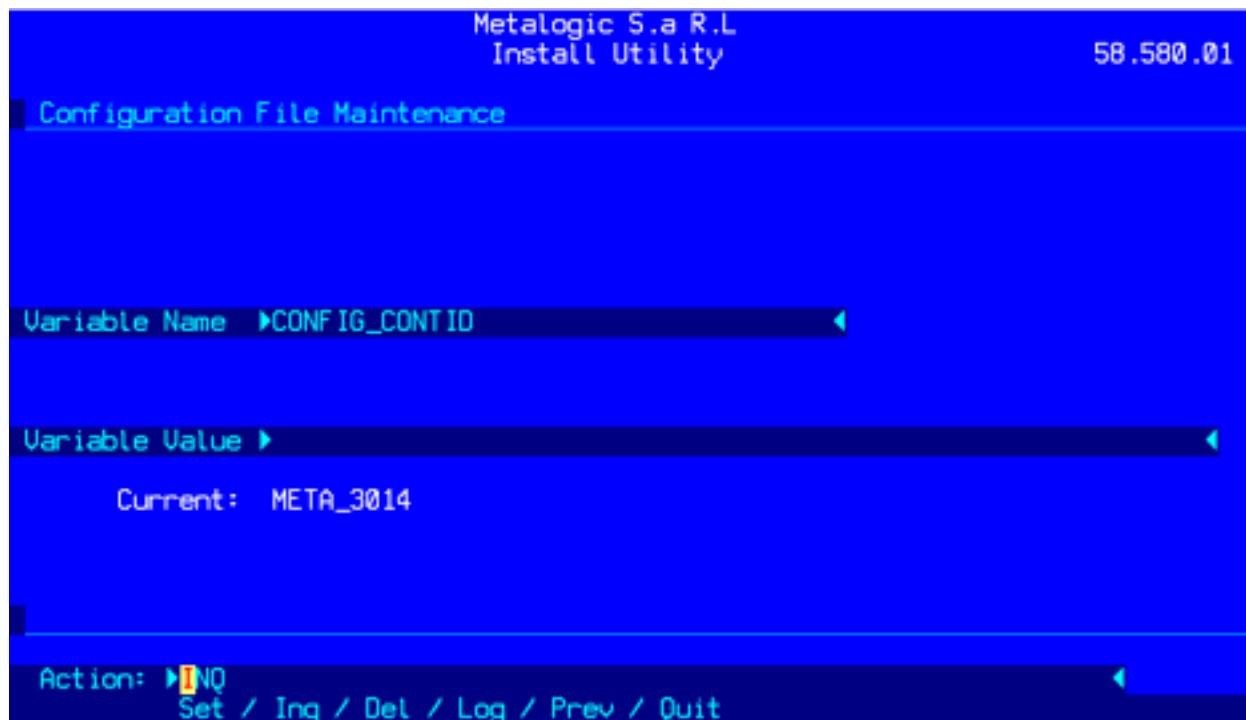 Metalogic S.a R.L
Install Utility 58.580.01
Configuration File Maintenance
Variable Name ▶CONFIG_CONTID ◀
Variable Value ▶ ◀
Current: META_3014
Action: ▶INQ ◀
Set / Inq / Del / Log / Prev / Quit